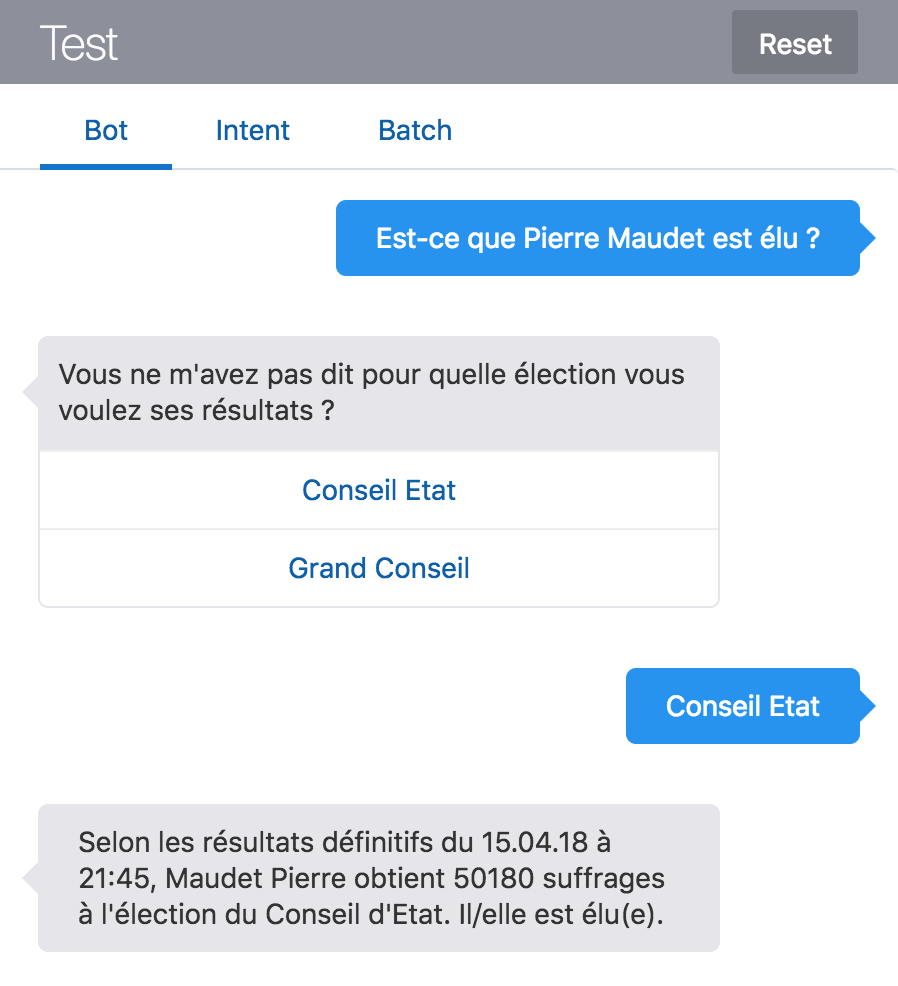 Test
Reset
Bot
Intent
Batch
Est-ce que Pierre Maudet est élu ?
Vous ne m'avez pas dit pour quelle élection vous
voulez ses résultats ?
Conseil Etat
Grand Conseil
Conseil Etat
Selon les résultats définitifs du 15.04.18 à
21:45, Maudet Pierre obtient 50180 suffrages
à l'élection du Conseil d'Etat. Il/elle est élu(e).